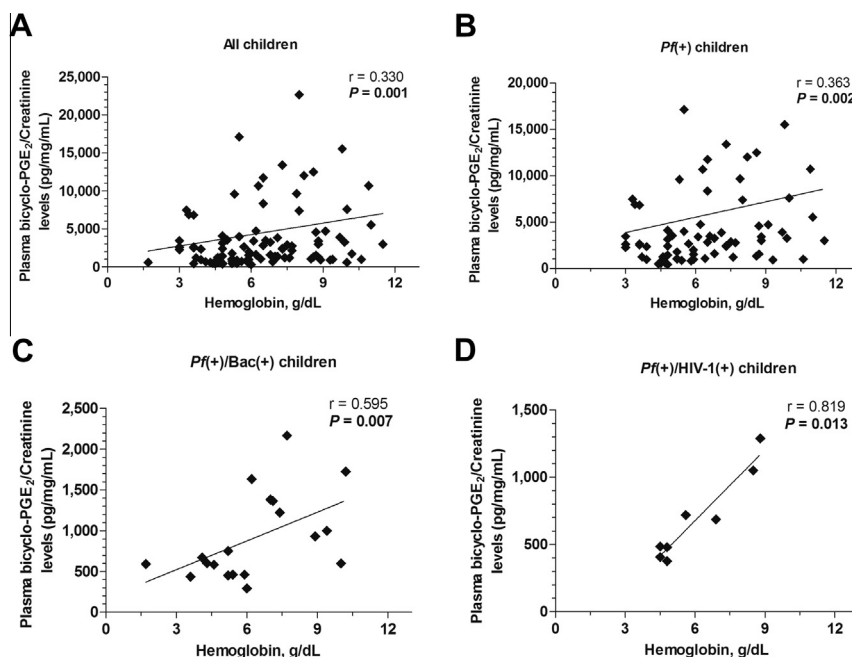 A
All children
r = 0.330
P = 0.001
Plasma bicyclo-PGE2/Creatinine
levels (pg/mg/mL)
25,000
20,000
15,000
10,000
5,000
0
0 3 6 9 12
Hemoglobin, g/dL
B
Pf(+) children
r = 0.363
P = 0.002
Plasma bicyclo-PGE2/Creatinine
levels (pg/mg/mL)
20,000
15,000
10,000
5,000
0
0 3 6 9 12
Hemoglobin, g/dL
C
Pf(+)/Bac(+) children
r = 0.595
P = 0.007
Plasma bicyclo-PGE2/Creatinine
levels (pg/mg/mL)
2,500
2,000
1,500
1,000
500
0
0 3 6 9 12
Hemoglobin, g/dL
D
Pf(+)/HIV-1(+) children
r = 0.819
P = 0.013
Plasma bicyclo-PGE2/Creatinine
levels (pg/mg/mL)
1,500
1,000
500
0
0 3 6 9 12
Hemoglobin, g/dL